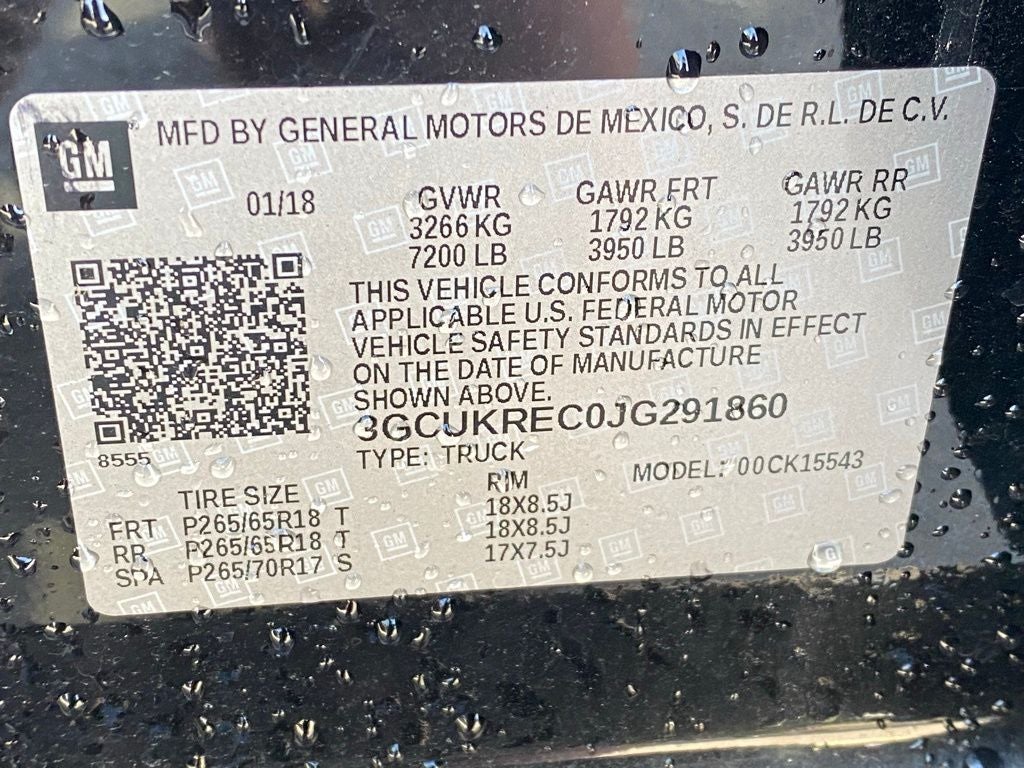 GM
MFD BY GENERAL MOTORS DE MEXICO, S. DE R.L. DE C.V.
01/18
GVWR GAWR FRT GAWR RR
3266 KG 1792 KG 1792 KG
7200 LB 3950 LB 3950 LB
THIS VEHICLE CONFORMS TO ALL
APPLICABLE U.S. FEDERAL MOTOR
VEHICLE SAFETY STANDARDS IN EFFECT
ON THE DATE OF MANUFACTURE
SHOWN ABOVE.
3GCUKREC0JG291860
8555
TYPE: TRUCK MODEL: 00CK15543
TIRE SIZE RIM
FRT P265/65R18 T 18X8.5J
RR P265/65R18 T 18X8.5J
SPA P265/70R17 S 17X7.5J